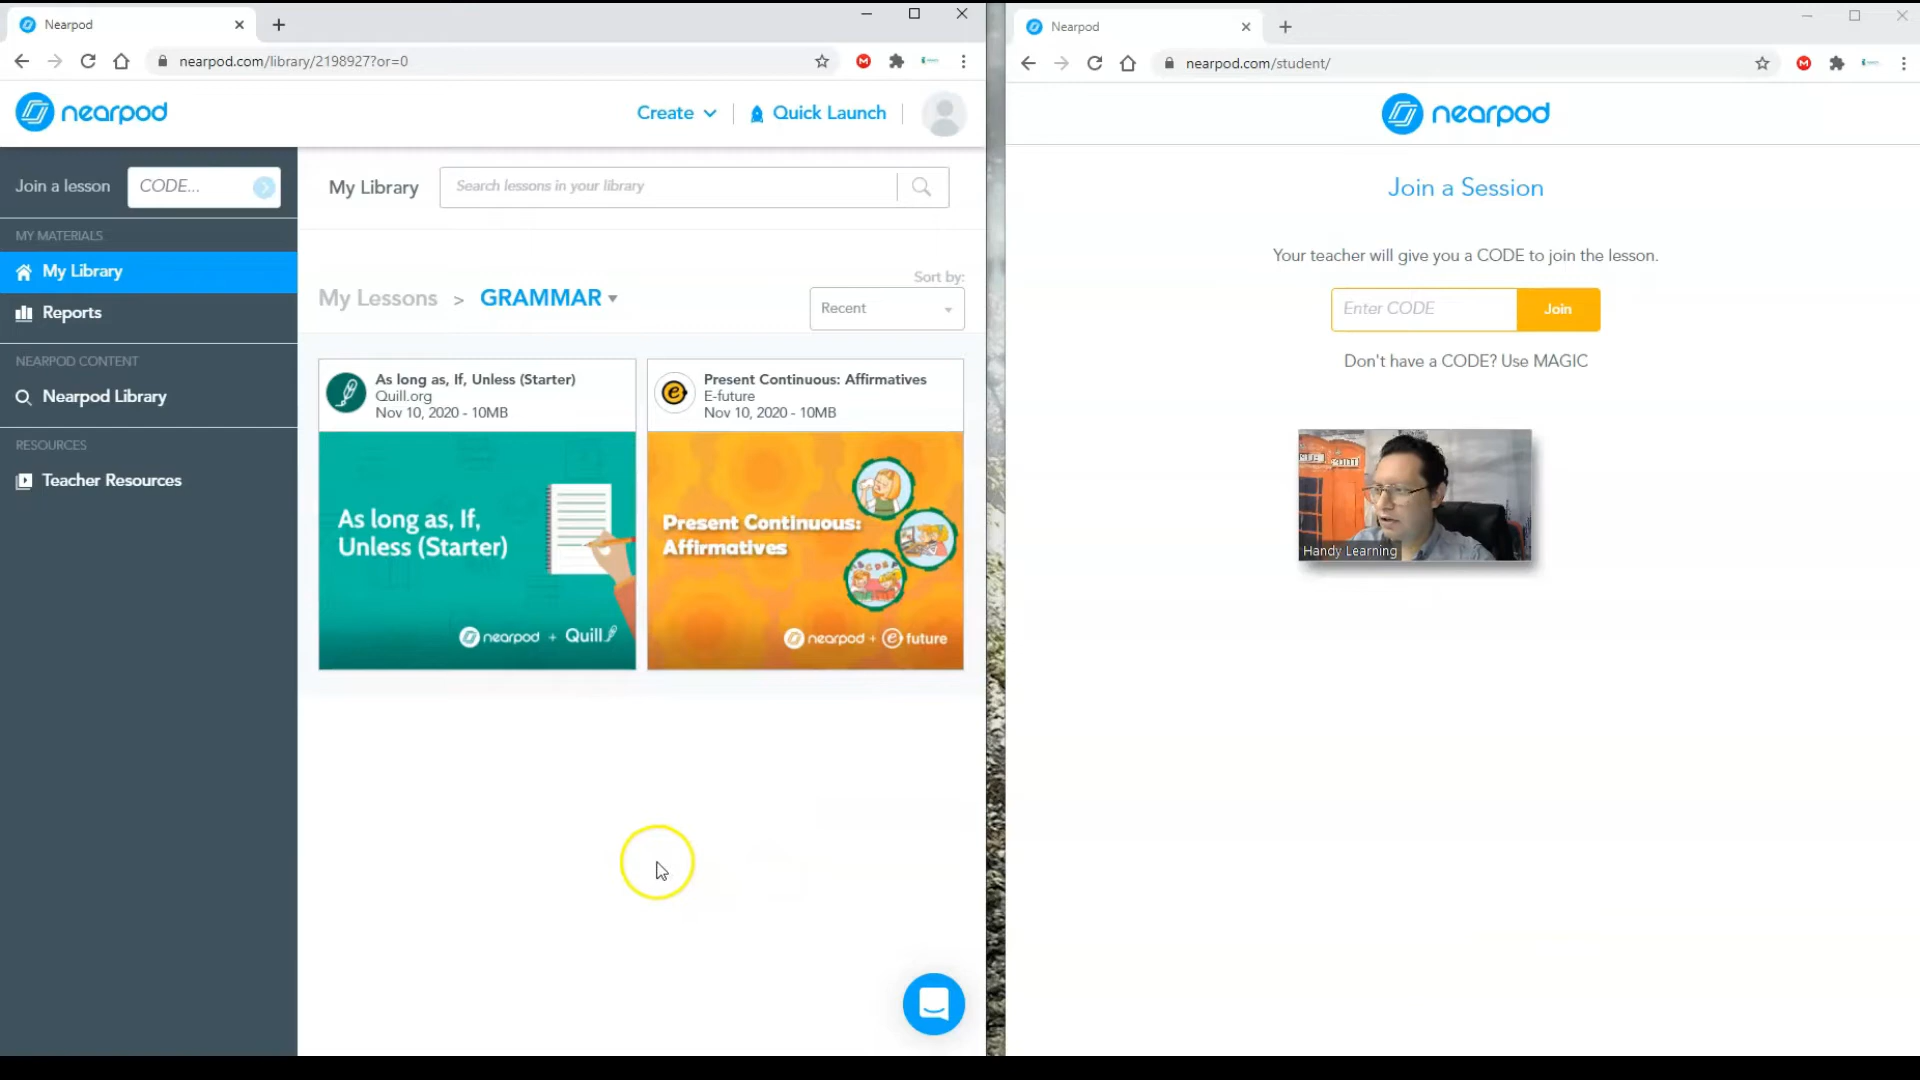 Nearpod
nearpod.com/library/2198927?or=0
nearpod
Create
Quick Launch
Join a lesson
CODE...
My Library
Search lessons in your library
MY MATERIALS
My Library
Reports
NEARPOD CONTENT
Nearpod Library
RESOURCES
Teacher Resources
My Lessons > GRAMMAR
Sort by:
Recent
As long as, If, Unless (Starter)
Quill.org
Nov 10, 2020 - 10MB
As long as, If,
Unless (Starter)
nearpod + Quill
Present Continuous: Affirmatives
E-future
Nov 10, 2020 - 10MB
Present Continuous:
Affirmatives
nearpod + e future
Nearpod
nearpod.com/student/
nearpod
Join a Session
Your teacher will give you a CODE to join the lesson.
Enter CODE
Join
Don't have a CODE? Use MAGIC
Handy Learning